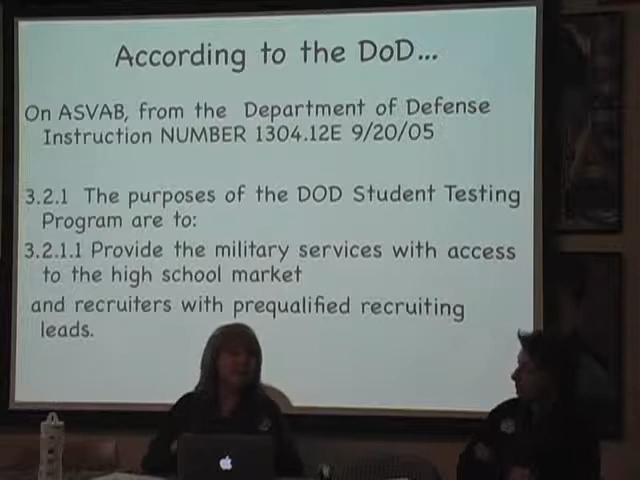 According to the DoD...
On ASVAB, from the Department of Defense
Instruction NUMBER 1304.12E 9/20/05
3.2.1 The purposes of the DOD Student Testing
Program are to:
3.2.1.1 Provide the military services with access
to the high school market
and recruiters with prequalified recruiting
leads.